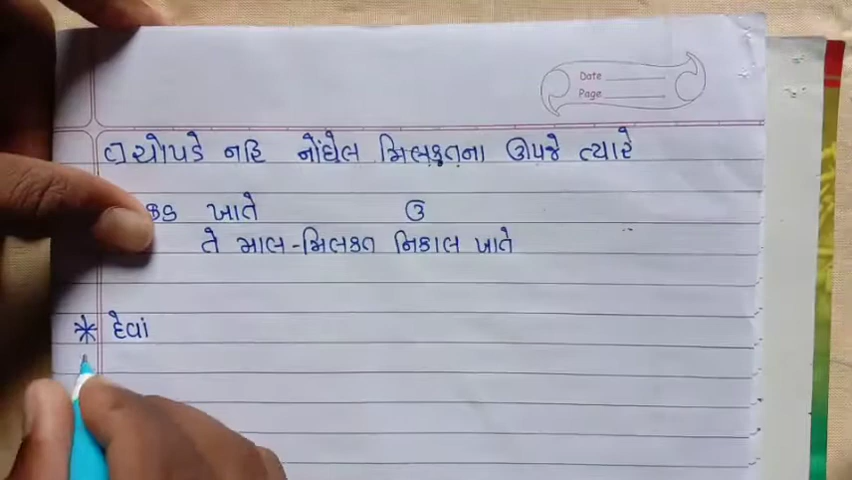 Date
Page
ચોપડે નહિ નોંધેલ મિલકતના ઊપજે ત્યારે
ખાતે ઉ
તે માલ-મિલકત નિકાલ ખાતે
* દેવાં